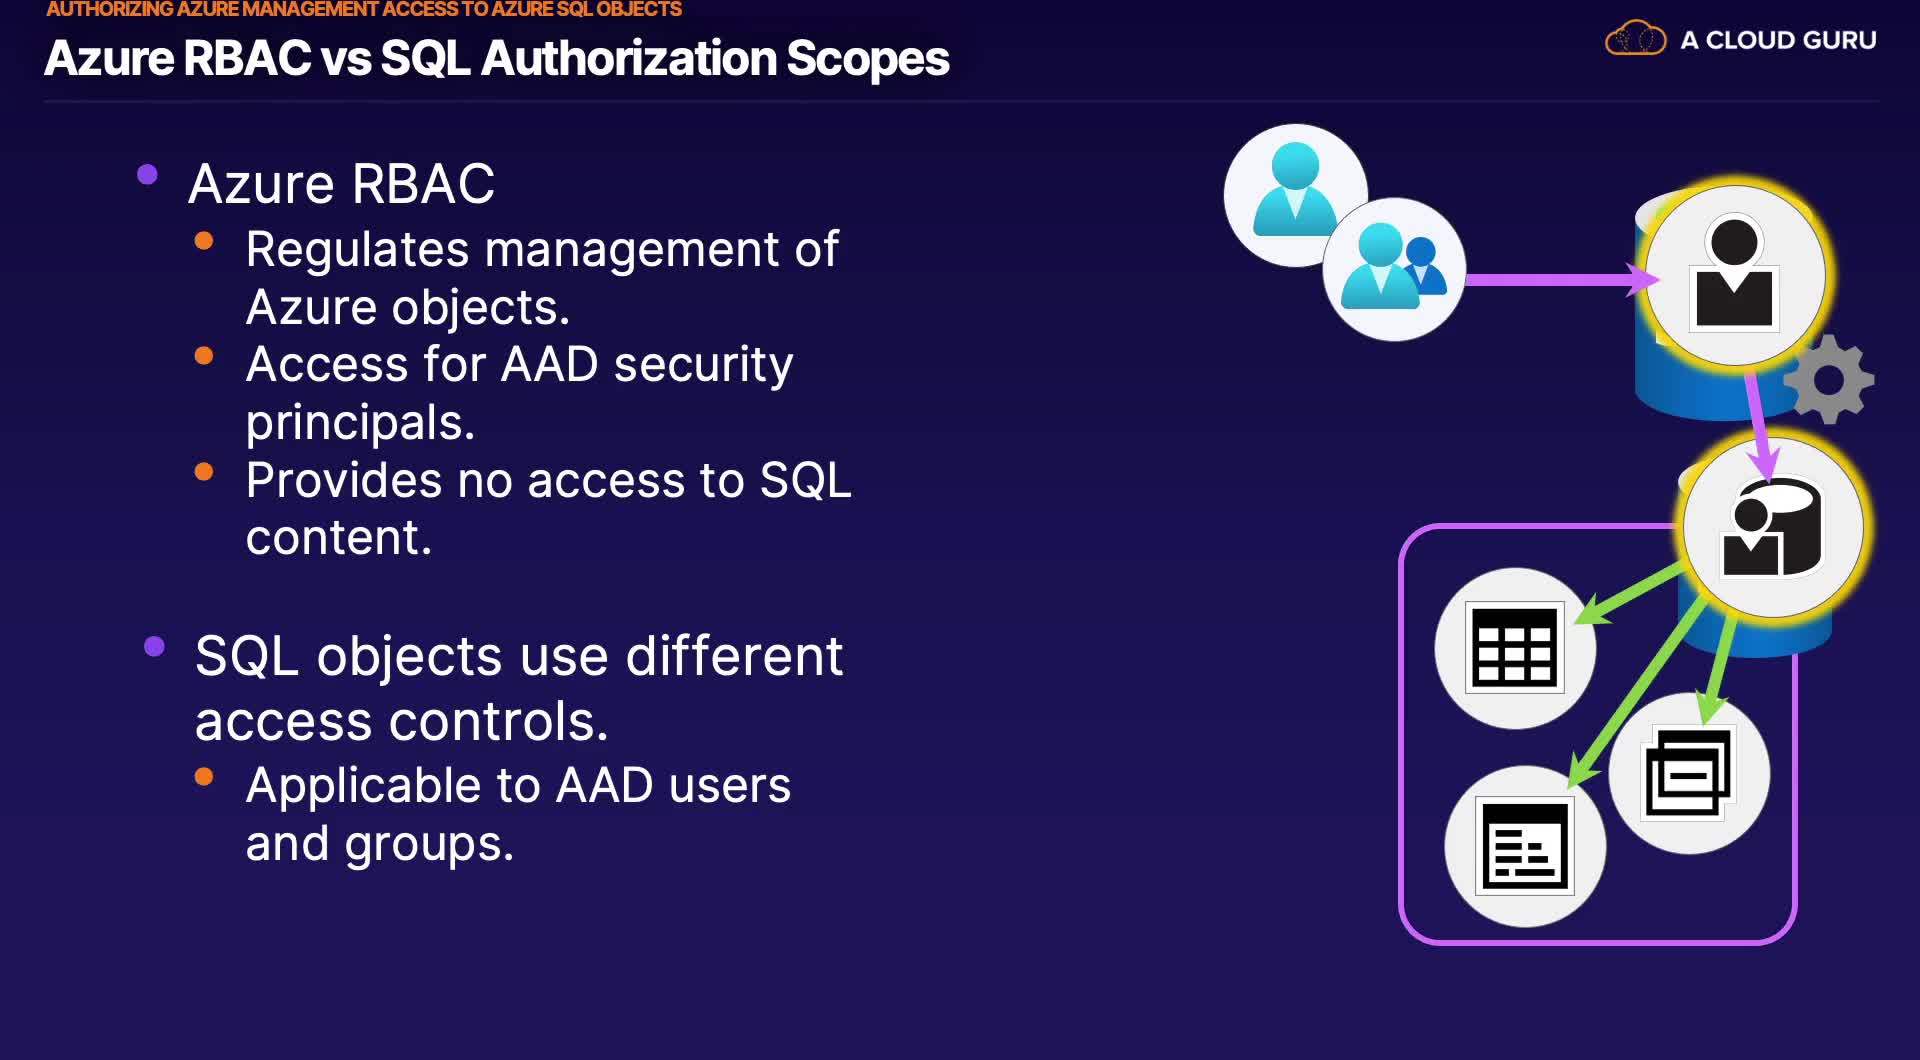 AUTHORIZING AZURE MANAGEMENT ACCESS TO AZURE SQL OBJECTS
Azure RBAC vs SQL Authorization Scopes
A CLOUD GURU
Azure RBAC
Regulates management of
Azure objects.
Access for AAD security
principals.
Provides no access to SQL
content.
SQL objects use different
access controls.
Applicable to AAD users
and groups.